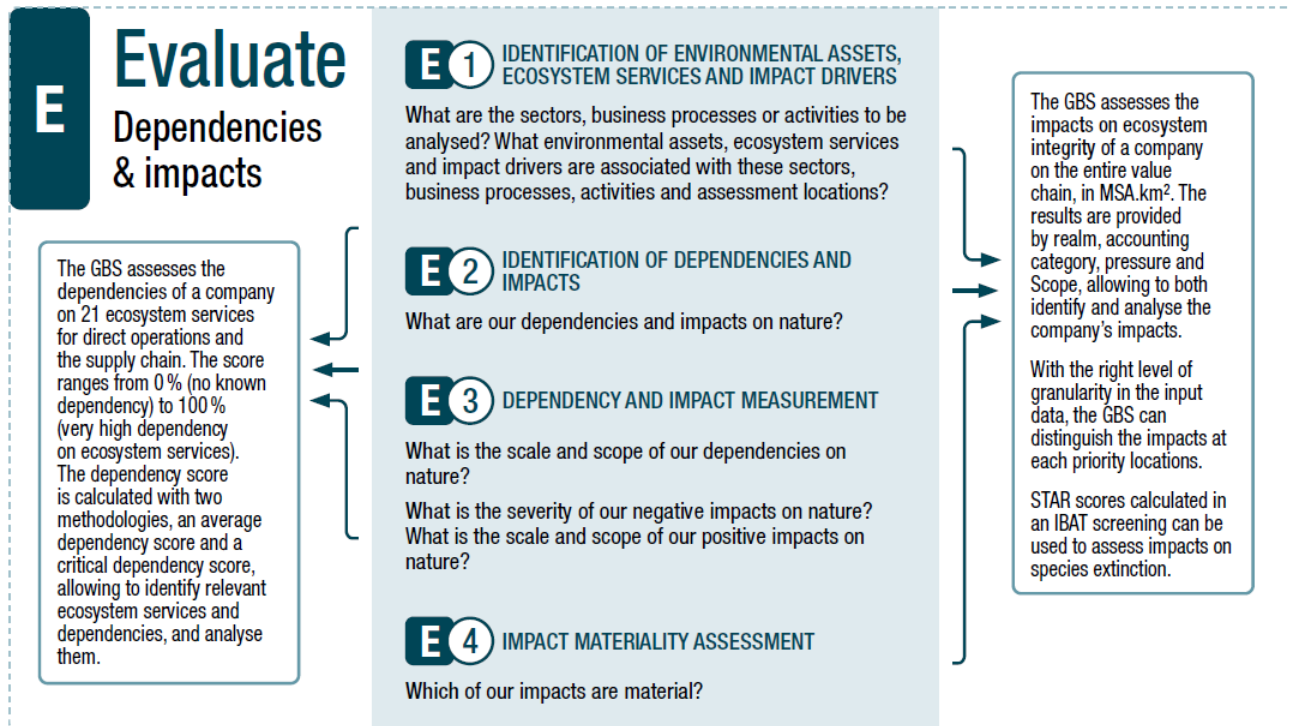 E
Evaluate
Dependencies
& impacts
The GBS assesses the
dependencies of a company
on 21 ecosystem services
for direct operations and
the supply chain. The score
ranges from 0 % (no known
dependency) to 100 %
(very high dependency
on ecosystem services).
The dependency score
is calculated with two
methodologies, an average
dependency score and a
critical dependency score,
allowing to identify relevant
ecosystem services and
dependencies, and analyse
them.
E 1 IDENTIFICATION OF ENVIRONMENTAL ASSETS,
ECOSYSTEM SERVICES AND IMPACT DRIVERS
What are the sectors, business processes or activities to be
analysed? What environmental assets, ecosystem services
and impact drivers are associated with these sectors,
business processes, activities and assessment locations?
E 2 IDENTIFICATION OF DEPENDENCIES AND
IMPACTS
What are our dependencies and impacts on nature?
E 3 DEPENDENCY AND IMPACT MEASUREMENT
What is the scale and scope of our dependencies on
nature?
What is the severity of our negative impacts on nature?
What is the scale and scope of our positive impacts on
nature?
E 4 IMPACT MATERIALITY ASSESSMENT
Which of our impacts are material?
The GBS assesses the
impacts on ecosystem
integrity of a company
on the entire value
chain, in MSA.km². The
results are provided
by realm, accounting
category, pressure and
Scope, allowing to both
identify and analyse the
company's impacts.
With the right level of
granularity in the input
data, the GBS can
distinguish the impacts at
each priority locations.
STAR scores calculated in
an IBAT screening can be
used to assess impacts on
species extinction.